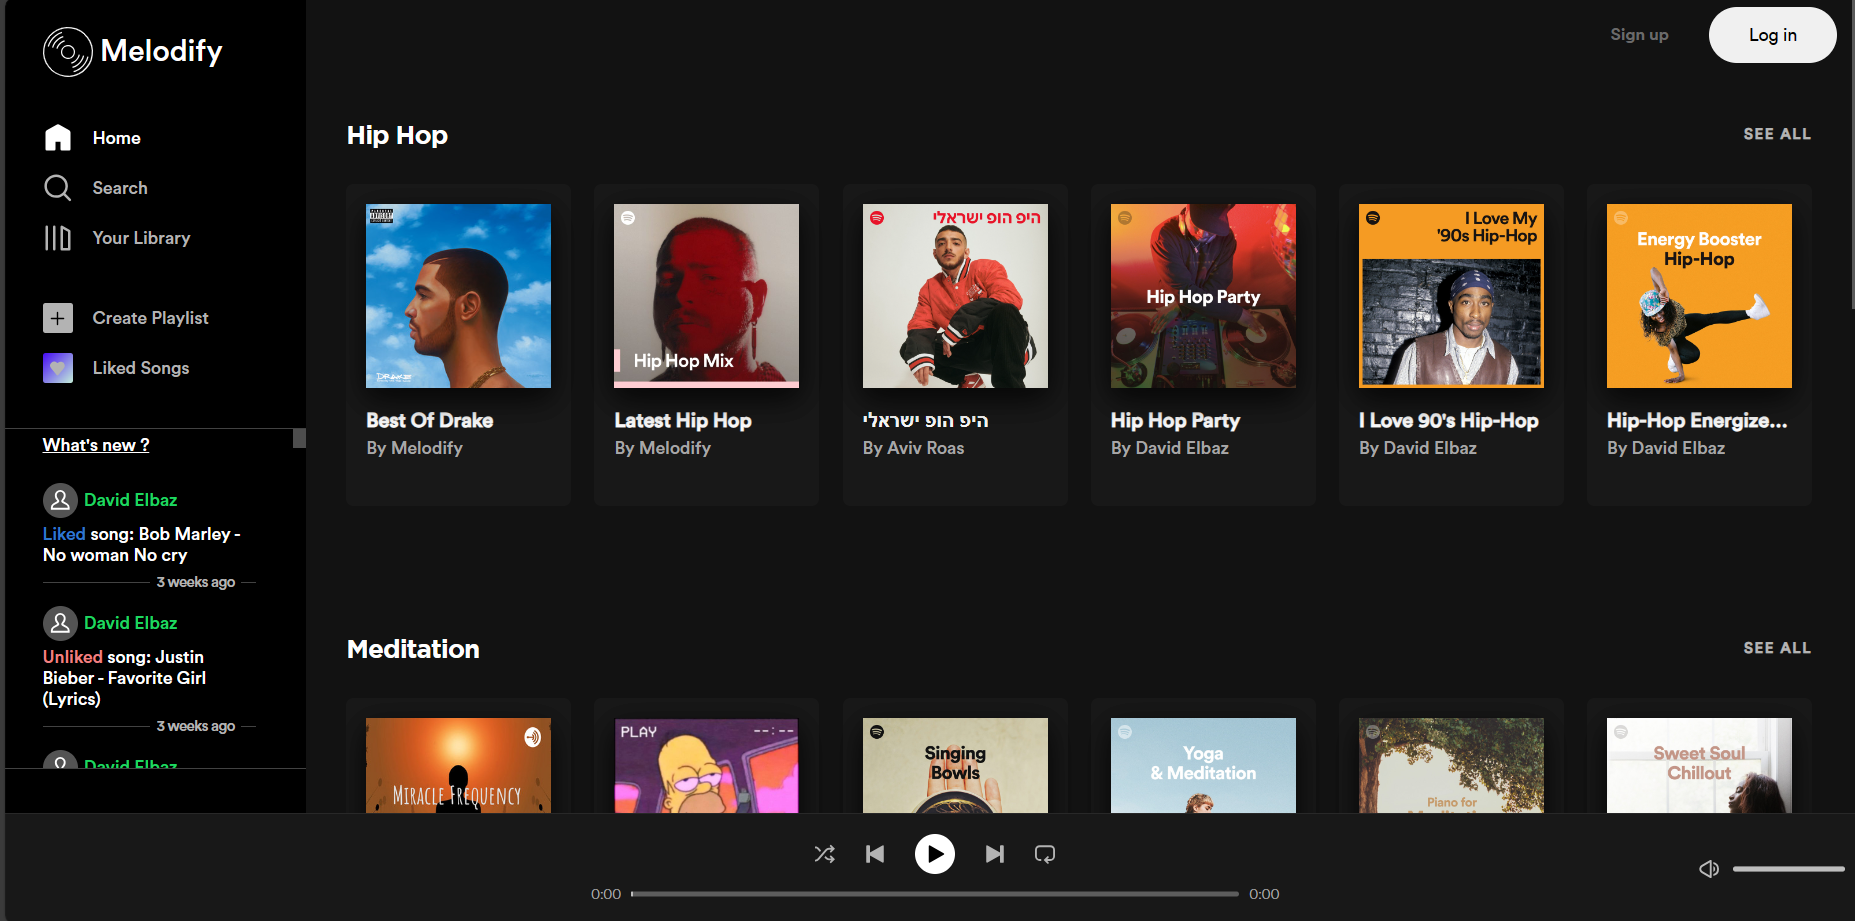 Melodify
Sign up
Log in
Home
Search
Your Library
Create Playlist
Liked Songs
What's new ?
David Elbaz
Liked song: Bob Marley -
No woman No cry
3 weeks ago
David Elbaz
Unliked song: Justin
Bieber - Favorite Girl
(Lyrics)
3 weeks ago
David Elbaz
Hip Hop
SEE ALL
DRAKE
Best Of Drake
By Melodify
Hip Hop Mix
Latest Hip Hop
By Melodify
היפ הופ ישראלי
היפ הופ ישראלי
By Aviv Roas
Hip Hop Party
Hip Hop Party
By David Elbaz
I Love My
'90s Hip-Hop
I Love 90's Hip-Hop
By David Elbaz
Energy Booster
Hip-Hop
Hip-Hop Energize...
By David Elbaz
Meditation
SEE ALL
MIRACLE FREQUENCY
PLAY
--:--
Singing
Bowls
Yoga
& Meditation
Piano for
Sweet Soul
Chillout
0:00
0:00